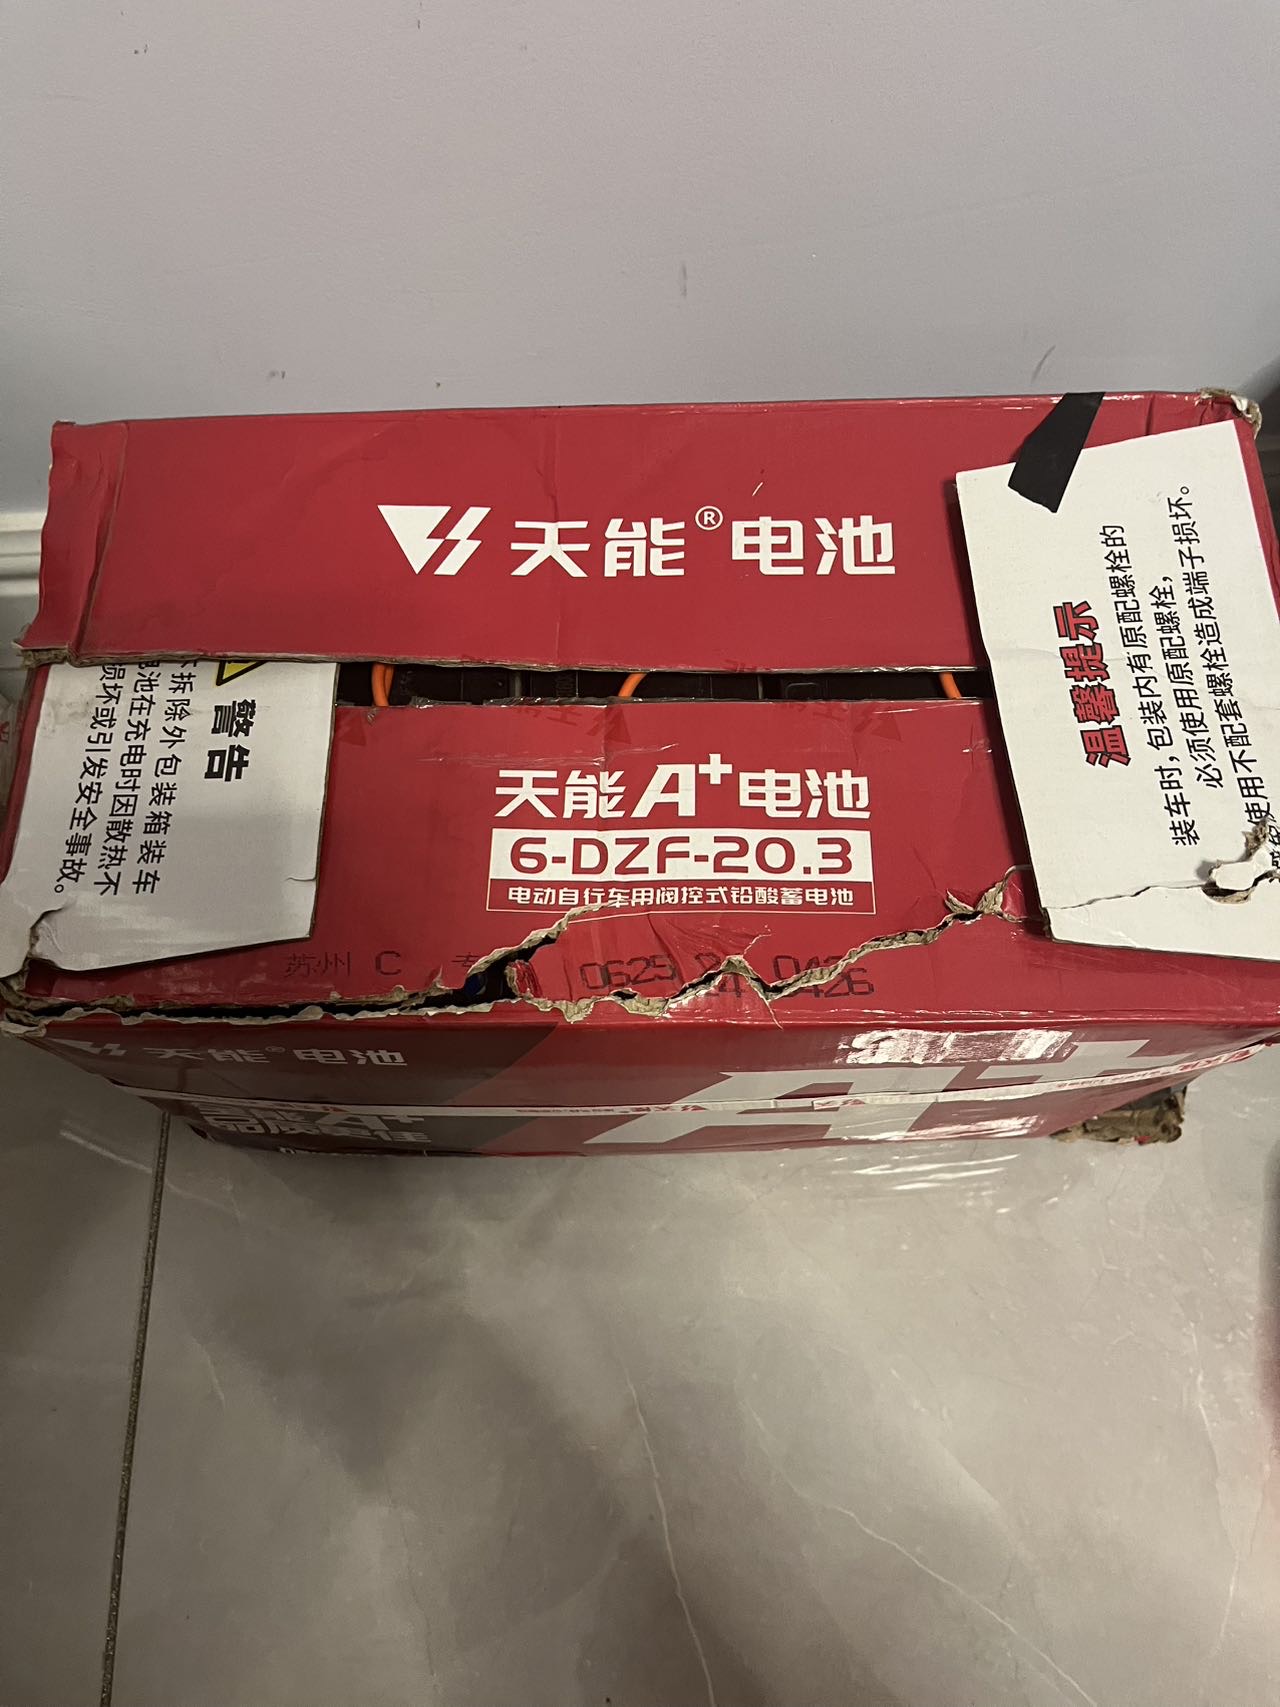 天能®电池
警告
拆除外包装箱装车
电池在充电时因散热不
损坏或引发安全事故。
温馨提示
装车时，包装内有原配螺栓的
必须使用原配螺栓，
使用不配套螺栓造成端子损坏。
天能A+电池
6-DZF-20.3
电动自行车用阀控式铅酸蓄电池
苏州 C
天能®电池
A+